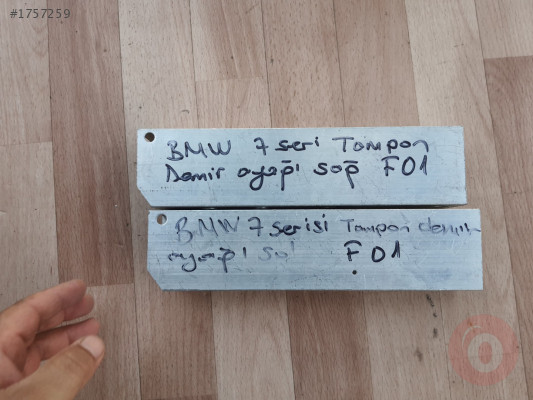 #1757259
BMW 7 seri Tampon
Demir ayağı sağ F01
BMW 7 serisi Tampon demir
ayağı sol F01